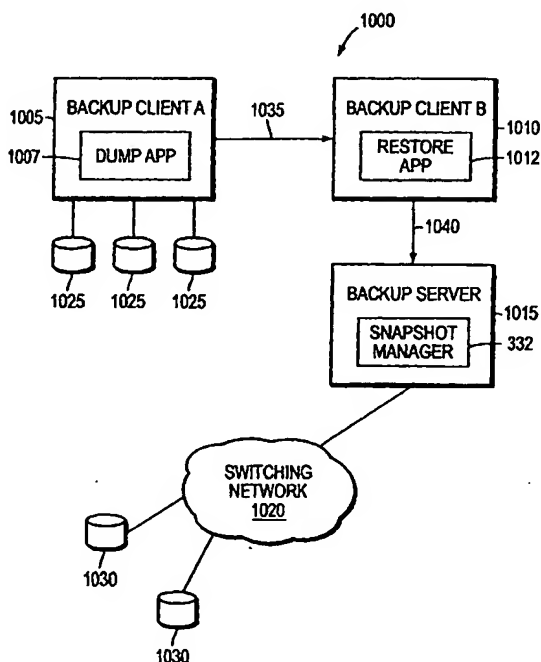 1000
BACKUP CLIENT A
1005
1007
DUMP APP
1035
BACKUP CLIENT B
1010
RESTORE
APP
1012
1025
1025
1025
1040
BACKUP SERVER
1015
SNAPSHOT
MANAGER
332
SWITCHING
NETWORK
1020
1030
1030